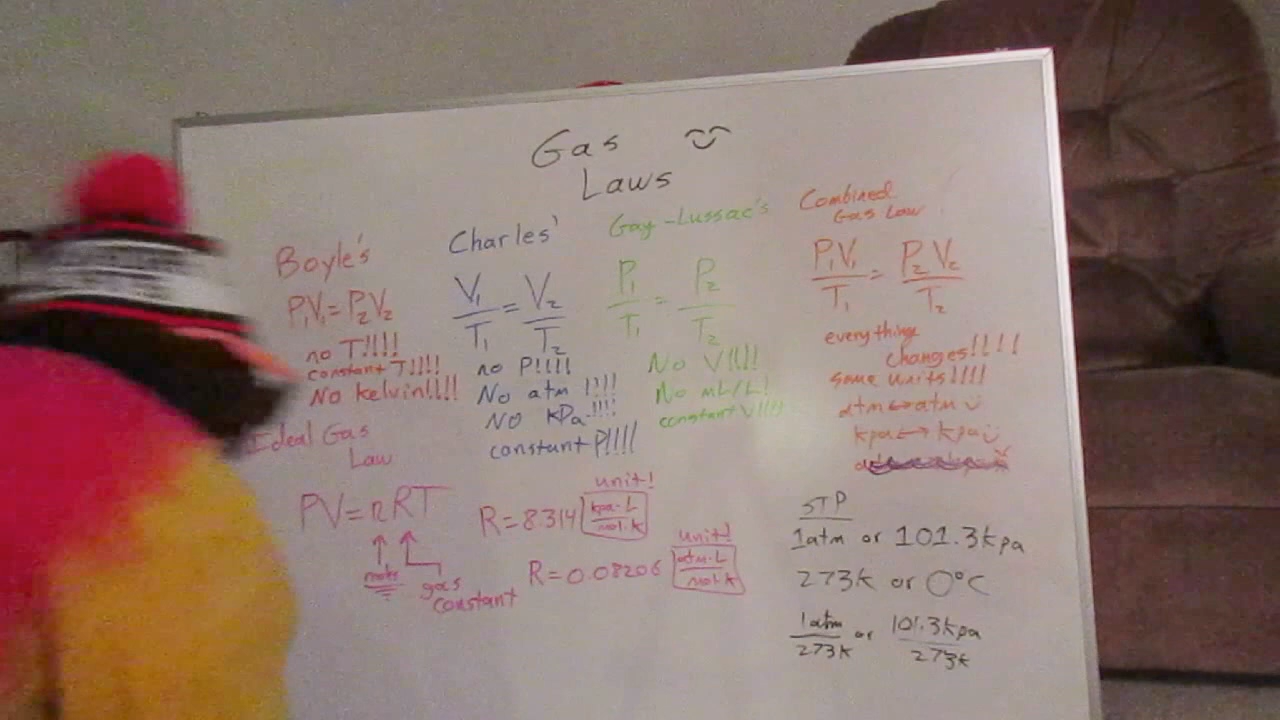 Gas
Laws
Boyle's
P₁V₁=P₂V₂
no T!!!!
constant T!!!!
No kelvin!!!!
Charles'
V₁/T₁ = V₂/T₂
no P!!!!
No atm !!!!
NO KPa !!!!
constant P!!!!
Gay-Lussac's
P₁/T₁ = P₂/T₂
No V!!!!
No mL/L!
constant V!!!!
Combined
Gas Law
P₁V₁/T₁ = P₂V₂/T₂
everything
changes!!!!
same units!!!!
atm↔atm
kpa↔kpa
Ideal Gas
Law
PV=nRT
moles
gas
constant
unit!
R=8.314 kpa·L/mol·k
unit!
R=0.08206 atm·L/mol·k
STP
1atm or 101.3kpa
273k or 0°C
1atm/273k or 101.3kpa/273k